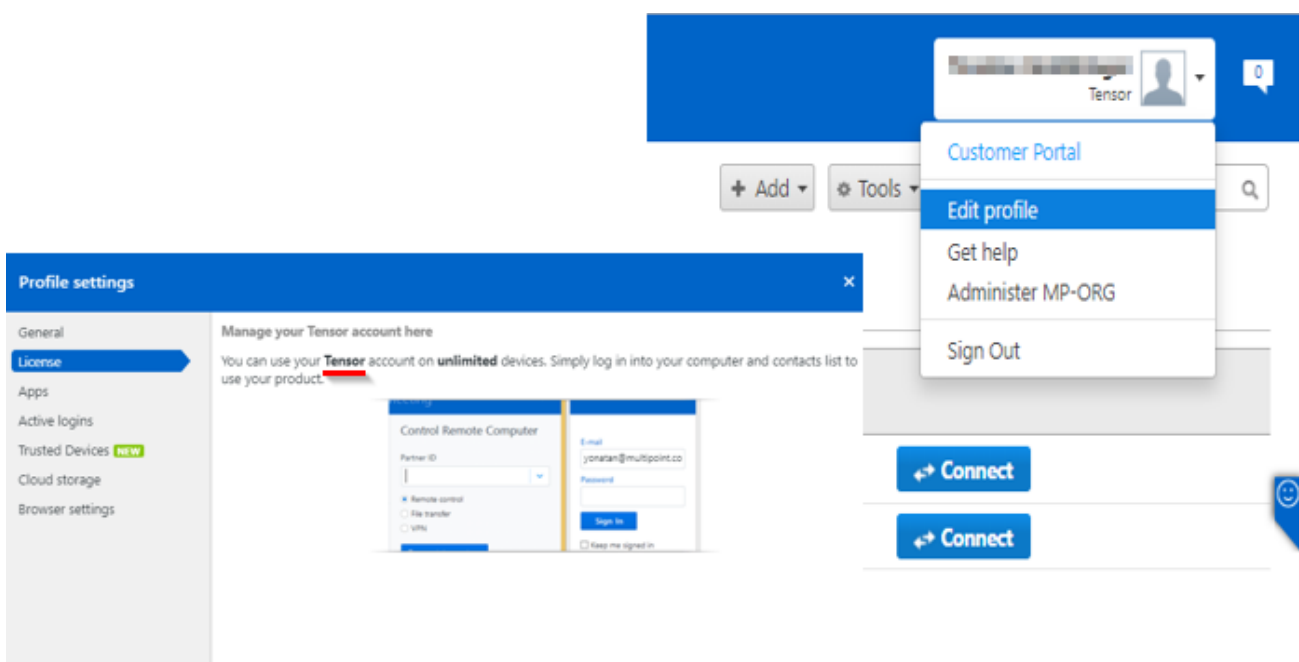 Tensor
0
Customer Portal
+ Add
Tools
Edit profile
Get help
Administer MP-ORG
Sign Out
Connect
Connect
Profile settings
×
General
License
Apps
Active logins
Trusted Devices NEW
Cloud storage
Browser settings
Manage your Tensor account here
You can use your Tensor account on unlimited devices. Simply log in into your computer and contacts list to
use your product.
Control Remote Computer
Partner ID
Remote control
File transfer
VPN
E-mail
yonatan@multipoint.co
Password
Sign In
Keep me signed in